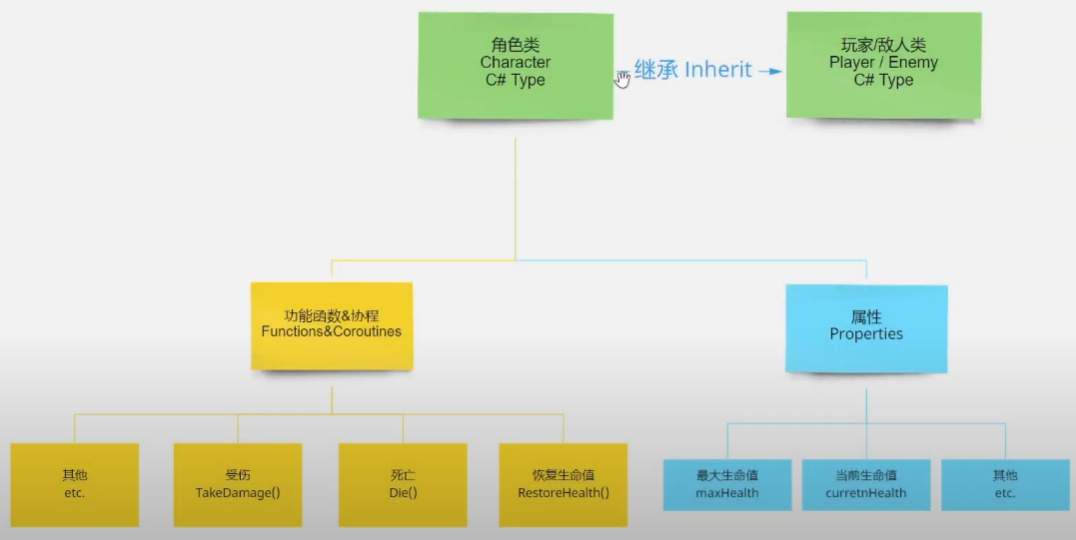 角色类
Character
C# Type
继承 Inherit
玩家/敌人类
Player / Enemy
C# Type
功能函数&协程
Functions&Coroutines
属性
Properties
其他
etc.
受伤
TakeDamage()
死亡
Die()
恢复生命值
RestoreHealth()
最大生命值
maxHealth
当前生命值
curretnHealth
其他
etc.